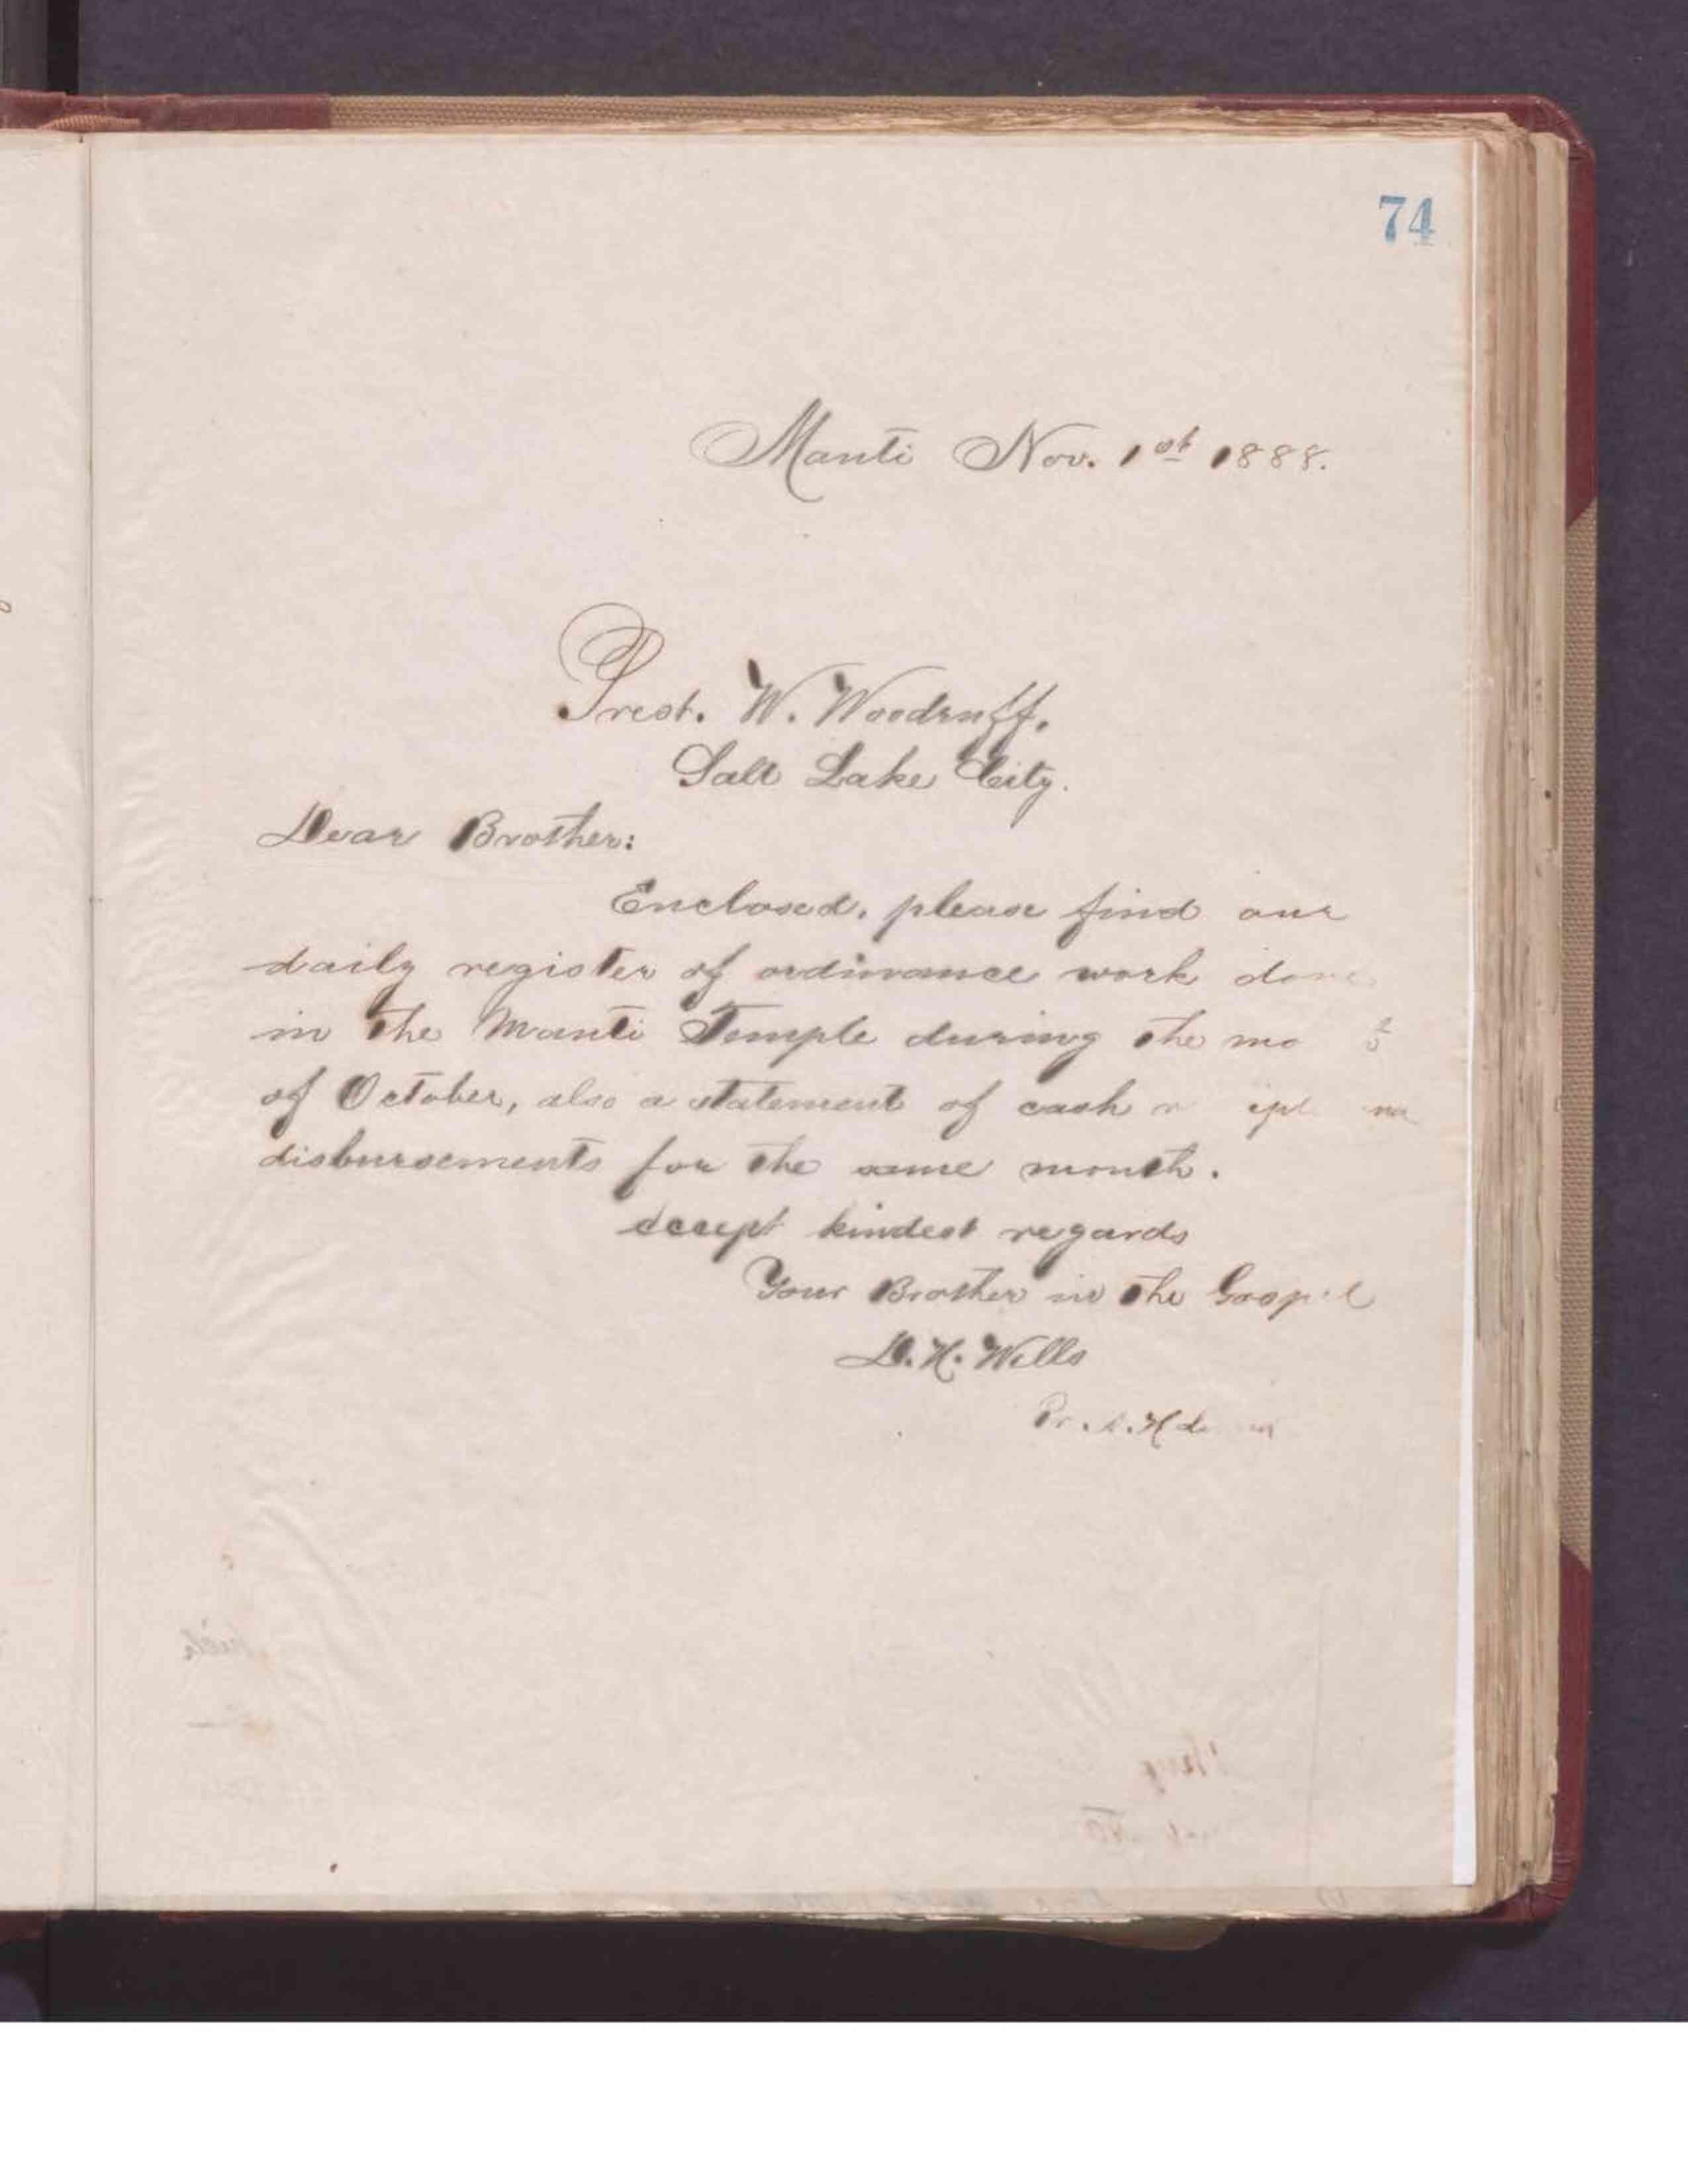 74
Manti Nov. 1st 1888.
Prest. W. Woodruff.
Salt Lake City.
Dear Brother:
Enclosed, please find our
daily register of ordinance work done
in the Manti Temple during the
of October, also a statement of cash
disbursements for the same month.
kindest regards
Your Brother in the Gospel
D. H. Wells
Pr.